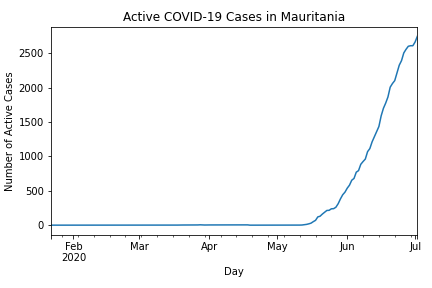 Active COVID-19 Cases in Mauritania
Number of Active Cases
2500
2000
1500
1000
500
0
Feb
2020
Mar
Apr
May
Jun
Jul
Day